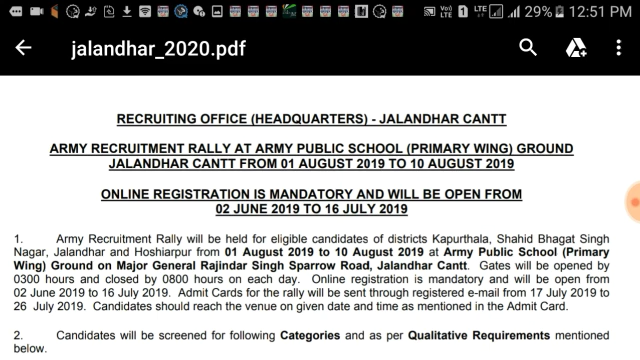 Vo)) LTE 1 LTE 29% 12:51 PM
jalandhar_2020.pdf
RECRUITING OFFICE (HEADQUARTERS) - JALANDHAR CANTT
ARMY RECRUITMENT RALLY AT ARMY PUBLIC SCHOOL (PRIMARY WING) GROUND
JALANDHAR CANTT FROM 01 AUGUST 2019 TO 10 AUGUST 2019
ONLINE REGISTRATION IS MANDATORY AND WILL BE OPEN FROM
02 JUNE 2019 TO 16 JULY 2019
1. Army Recruitment Rally will be held for eligible candidates of districts Kapurthala, Shahid Bhagat Singh
Nagar, Jalandhar and Hoshiarpur from 01 August 2019 to 10 August 2019 at Army Public School (Primary
Wing) Ground on Major General Rajindar Singh Sparrow Road, Jalandhar Cantt. Gates will be opened by
0300 hours and closed by 0800 hours on each day. Online registration is mandatory and will be open from
02 June 2019 to 16 July 2019. Admit Cards for the rally will be sent through registered e-mail from 17 July 2019 to
26 July 2019. Candidates should reach the venue on given date and time as mentioned in the Admit Card.
2. Candidates will be screened for following Categories and as per Qualitative Requirements mentioned
below.